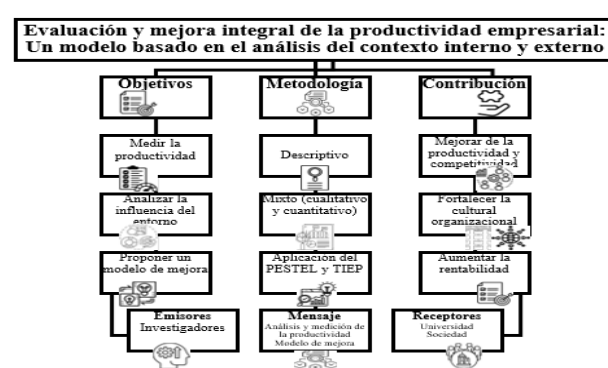 Evaluación y mejora integral de la productividad empresarial:
Un modelo basado en el análisis del contexto interno y externo
Objetivos
Medir la
productividad
Analizar la
influencia del
entorno
Proponer un
modelo de mejora
Emisores
Investigadores
Metodología
Descriptivo
Mixto (cualitativo
y cuantitativo)
Aplicación del
PESTEL y TIEP
Mensaje
Análisis y medición de
la productividad
Modelo de mejora
Contribución
Mejorar de la
productividad y
competitividad
Fortalecer la
cultural
organizacional
Aumentar la
rentabilidad
Receptores
Universidad
Sociedad